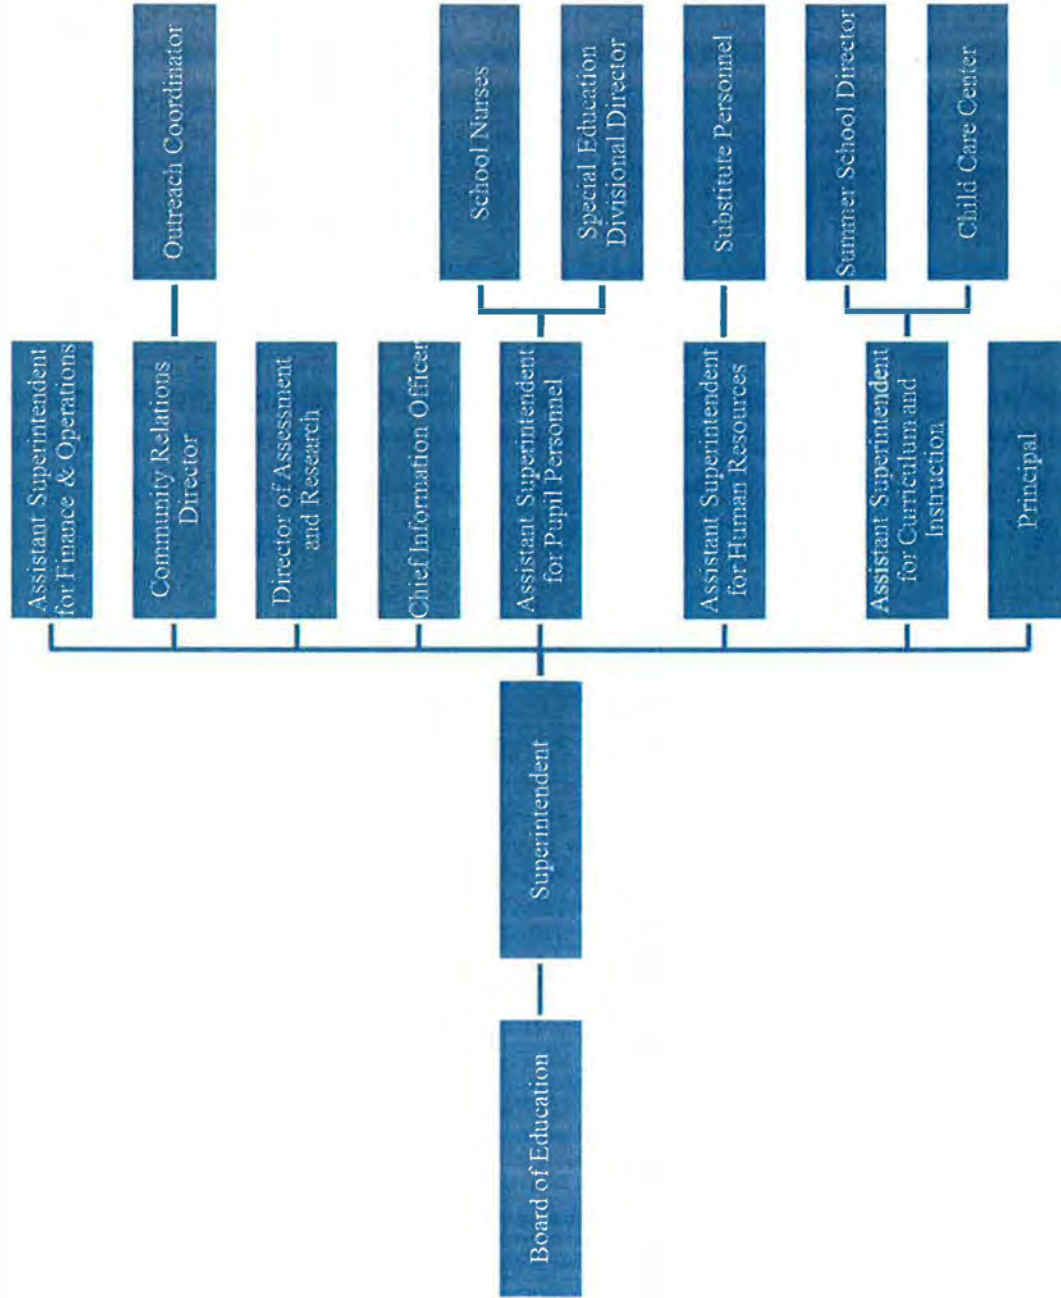 Board of Education
Superintendent
Principal
Assistant Superintendent
for Curriculum and
Instruction
Assistant Superintendent
for Human Resources
Assistant Superintendent
for Pupil Personnel
Chief Information Officer
Director of Assessment
and Research
Community Relations
Director
Assistant Superintendent
for Finance & Operations
Child Care Center
Summer School Director
Substitute Personnel
Special Education
Divisional Director
School Nurses
Outreach Coordinator